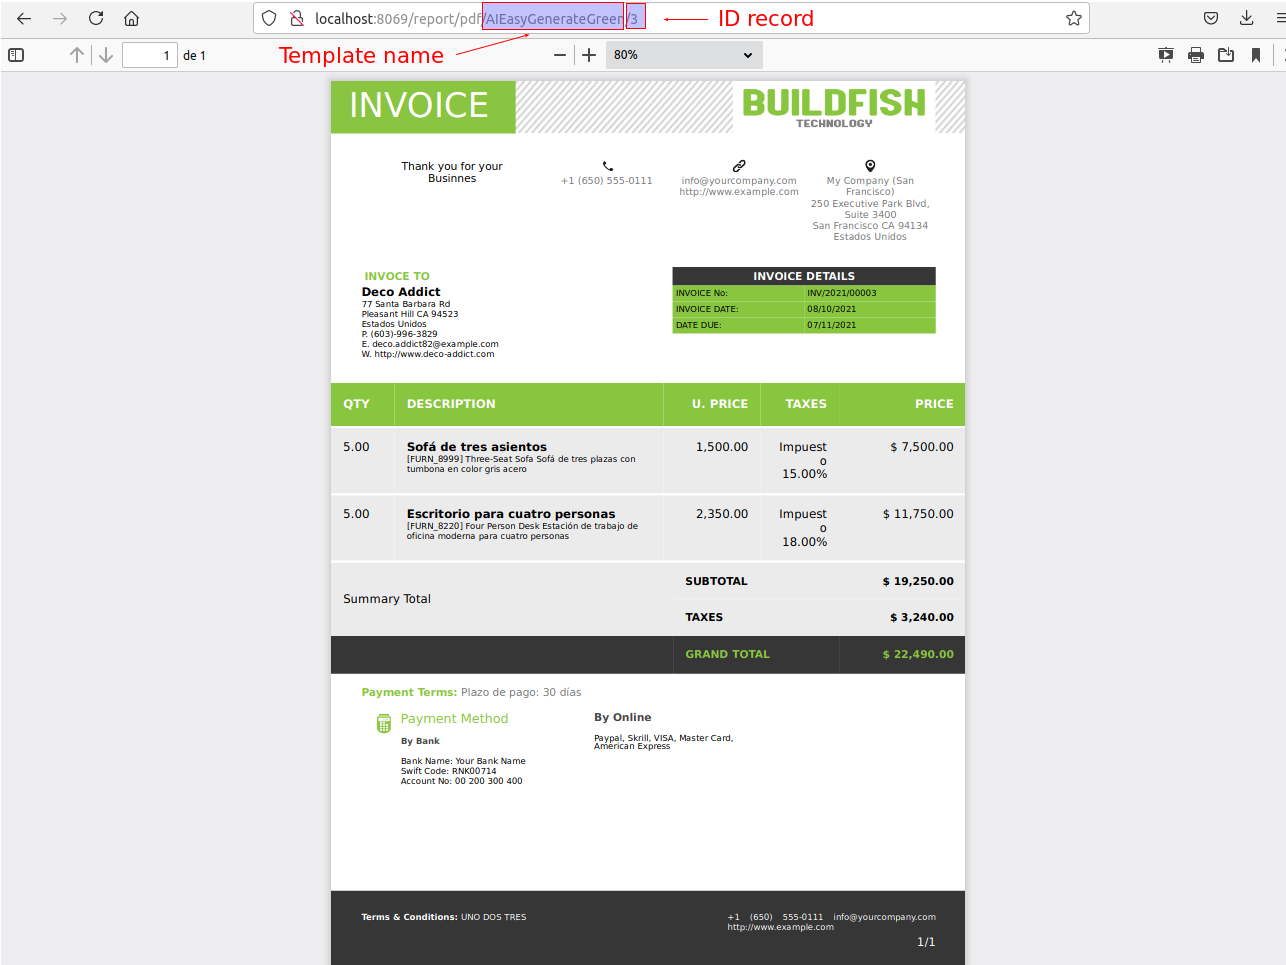 localhost:8069/report/pdf/AIEasyGenerateGreen/3
ID record
Template name
1 de 1
80%
INVOICE
BUILDFISH
TECHNOLOGY
Thank you for your
Businnes
+1 (650) 555-0111
info@yourcompany.com
http://www.example.com
My Company (San
Francisco)
250 Executive Park Blvd,
Suite 3400
San Francisco CA 94134
Estados Unidos
INVOCE TO
Deco Addict
77 Santa Barbara Rd
Pleasant Hill CA 94523
Estados Unidos
P. (603)-996-3829
E. deco.addict82@example.com
W. http://www.deco-addict.com
INVOICE DETAILS
INVOICE No: INV/2021/00003
INVOICE DATE: 08/10/2021
DATE DUE: 07/11/2021
QTY DESCRIPTION U. PRICE TAXES PRICE
5.00 Sofá de tres asientos 1,500.00 Impuest $ 7,500.00
[FURN_8999] Three-Seat Sofa Sofá de tres plazas con o
tumbona en color gris acero 15.00%
5.00 Escritorio para cuatro personas 2,350.00 Impuest $ 11,750.00
[FURN_8220] Four Person Desk Estación de trabajo de o
oficina moderna para cuatro personas 18.00%
SUBTOTAL $ 19,250.00
Summary Total
TAXES $ 3,240.00
GRAND TOTAL $ 22,490.00
Payment Terms: Plazo de pago: 30 días
Payment Method
By Bank
Bank Name: Your Bank Name
Swift Code: RNK00714
Account No: 00 200 300 400
By Online
Paypal, Skrill, VISA, Master Card,
American Express
Terms & Conditions: UNO DOS TRES
+1 (650) 555-0111 info@yourcompany.com
http://www.example.com
1/1